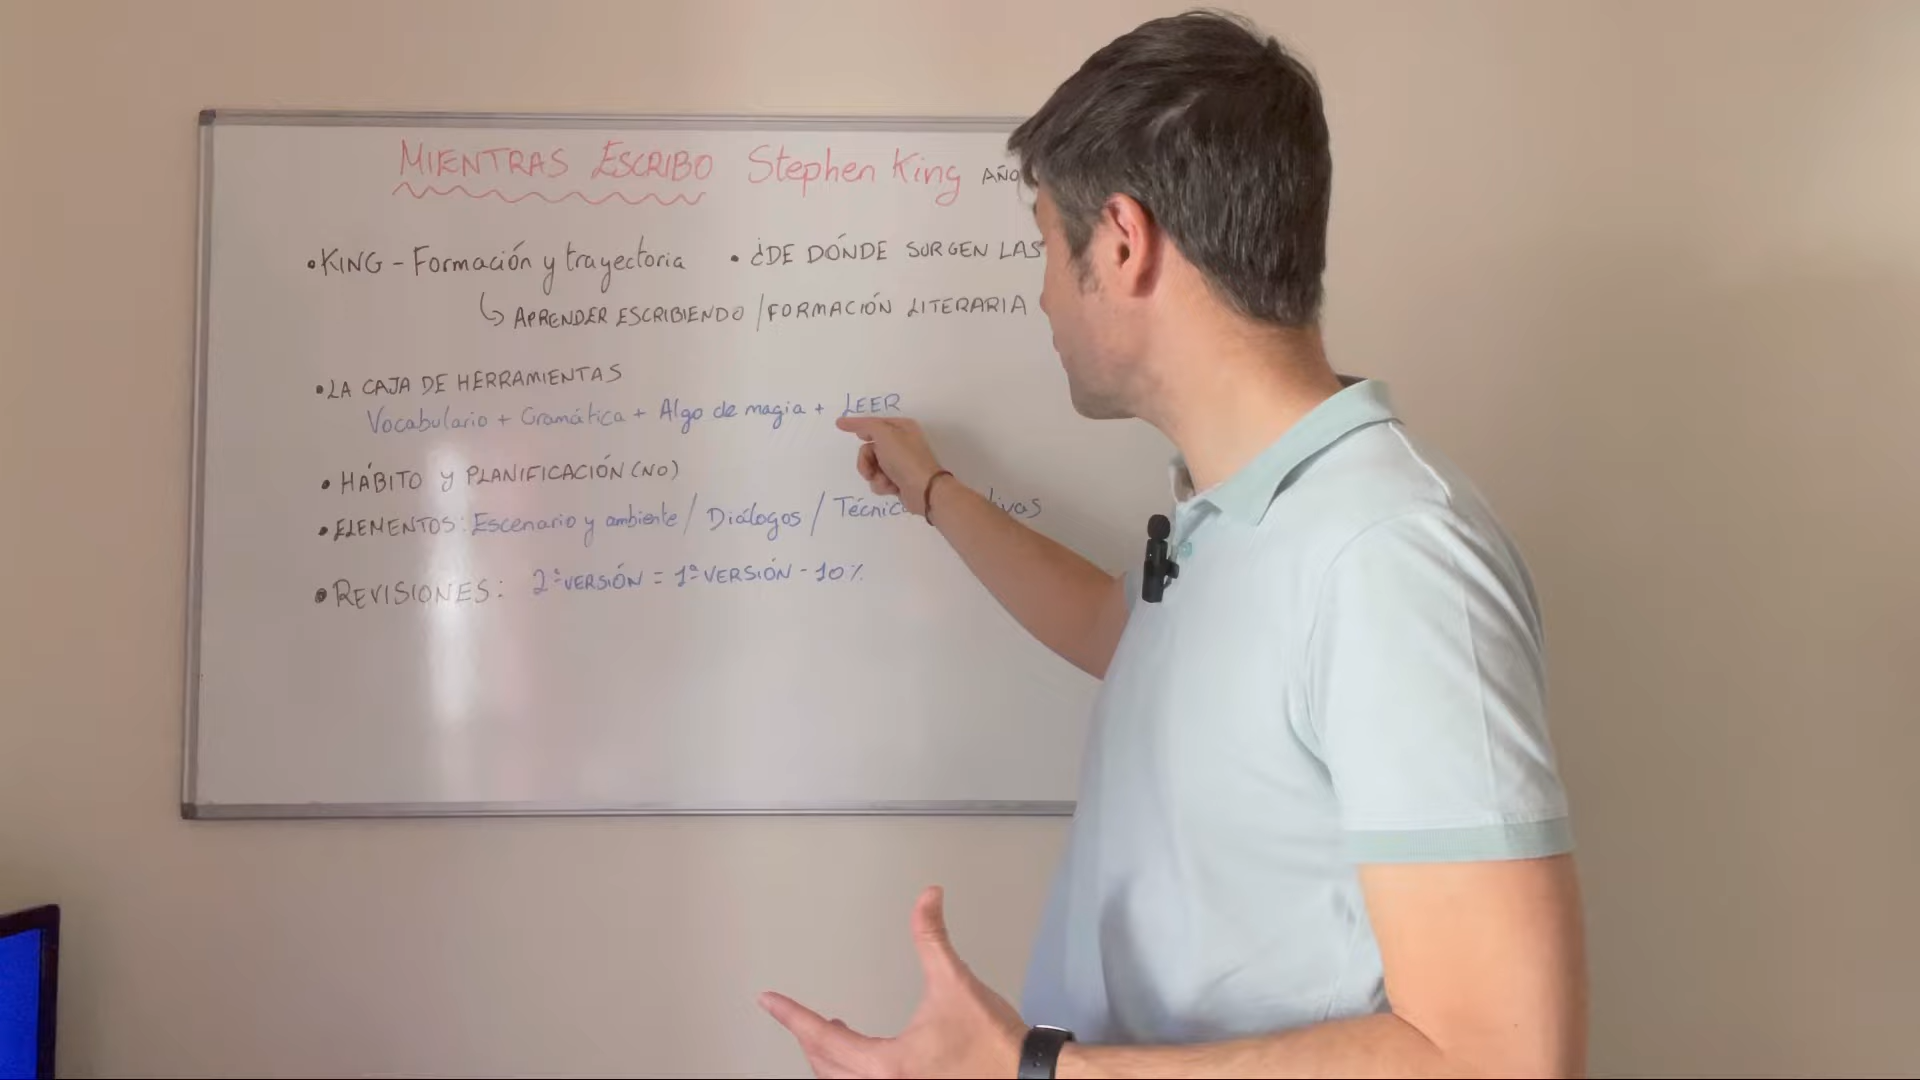 MIENTRAS ESCRIBO Stephen King AÑO
• KING - Formación y trayectoria • ¿DE DÓNDE SURGEN LAS
↳ APRENDER ESCRIBIENDO / FORMACIÓN LITERARIA
• LA CAJA DE HERRAMIENTAS
Vocabulario + Gramática + Algo de magia + LEER
• HÁBITO y PLANIFICACIÓN (NO)
• ELEMENTOS: Escenario y ambiente / Diálogos /
• REVISIONES: 2ª VERSIÓN = 1ª VERSIÓN - 10%